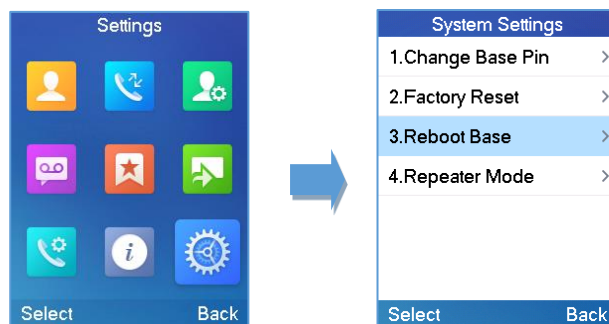 Settings
Select Back
System Settings
1.Change Base Pin
2.Factory Reset
3.Reboot Base
4.Repeater Mode
Select Back